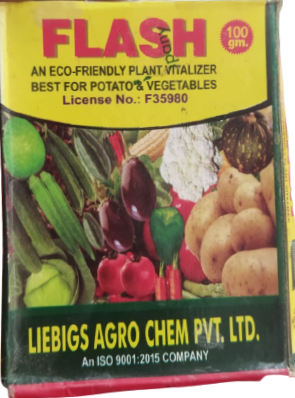 FLASH
100
gm.
AN ECO-FRIENDLY PLANT VITALIZER
BEST FOR POTATO & VEGETABLES
License No.: F35980
LIEBIGS AGRO CHEM PVT. LTD.
An ISO 9001:2015 COMPANY